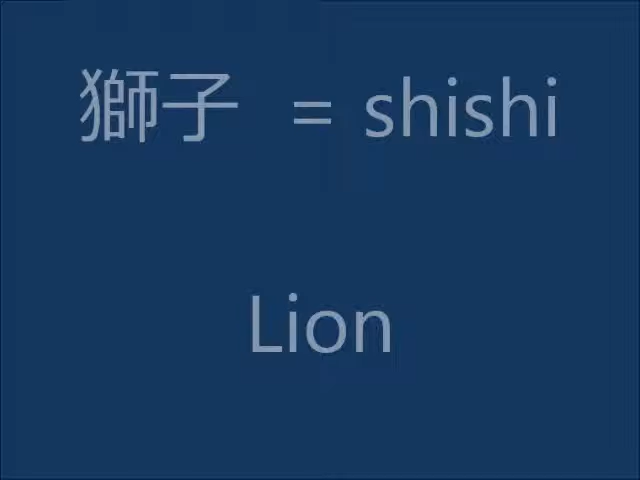 獅子 = shishi
Lion